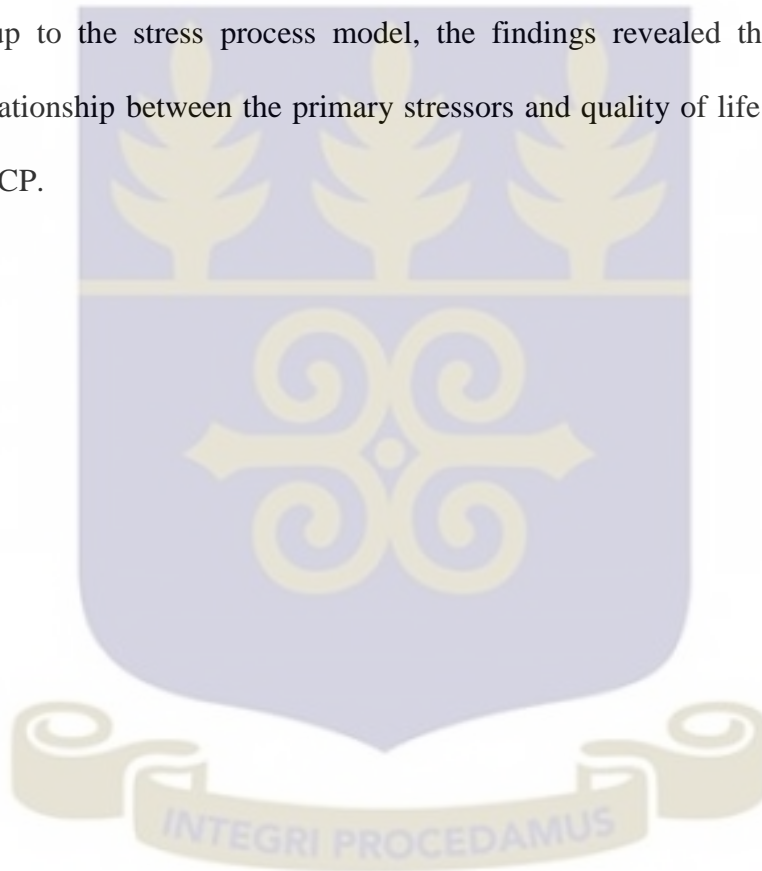 up to the stress process model, the findings revealed th
ationship between the primary stressors and quality of life
CP.
INTEGRI PROCEDAMUS